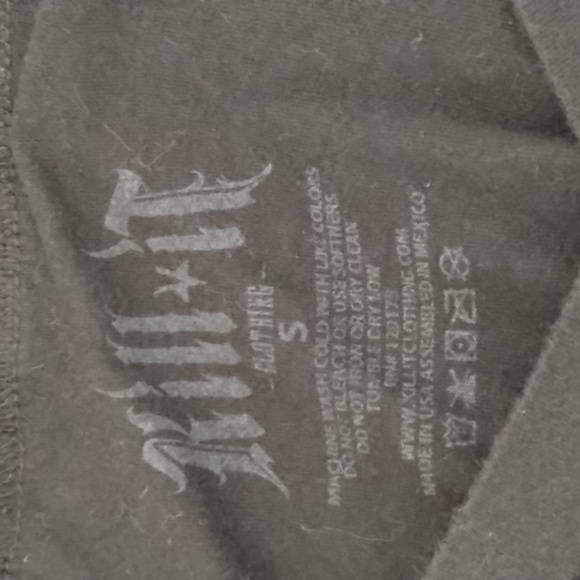 Kill★iT
-CLOTHING-
S
MACHINE WASH COLD WITH LIKE COLORS
DO NOT BLEACH OR USE SOFTNERS
DO NOT IRON OR DRY CLEAN
TUMBLE DRY LOW
WWW.KILLITCLOTHING.COM
MADE IN USA ASSEMBLED IN MEXICO